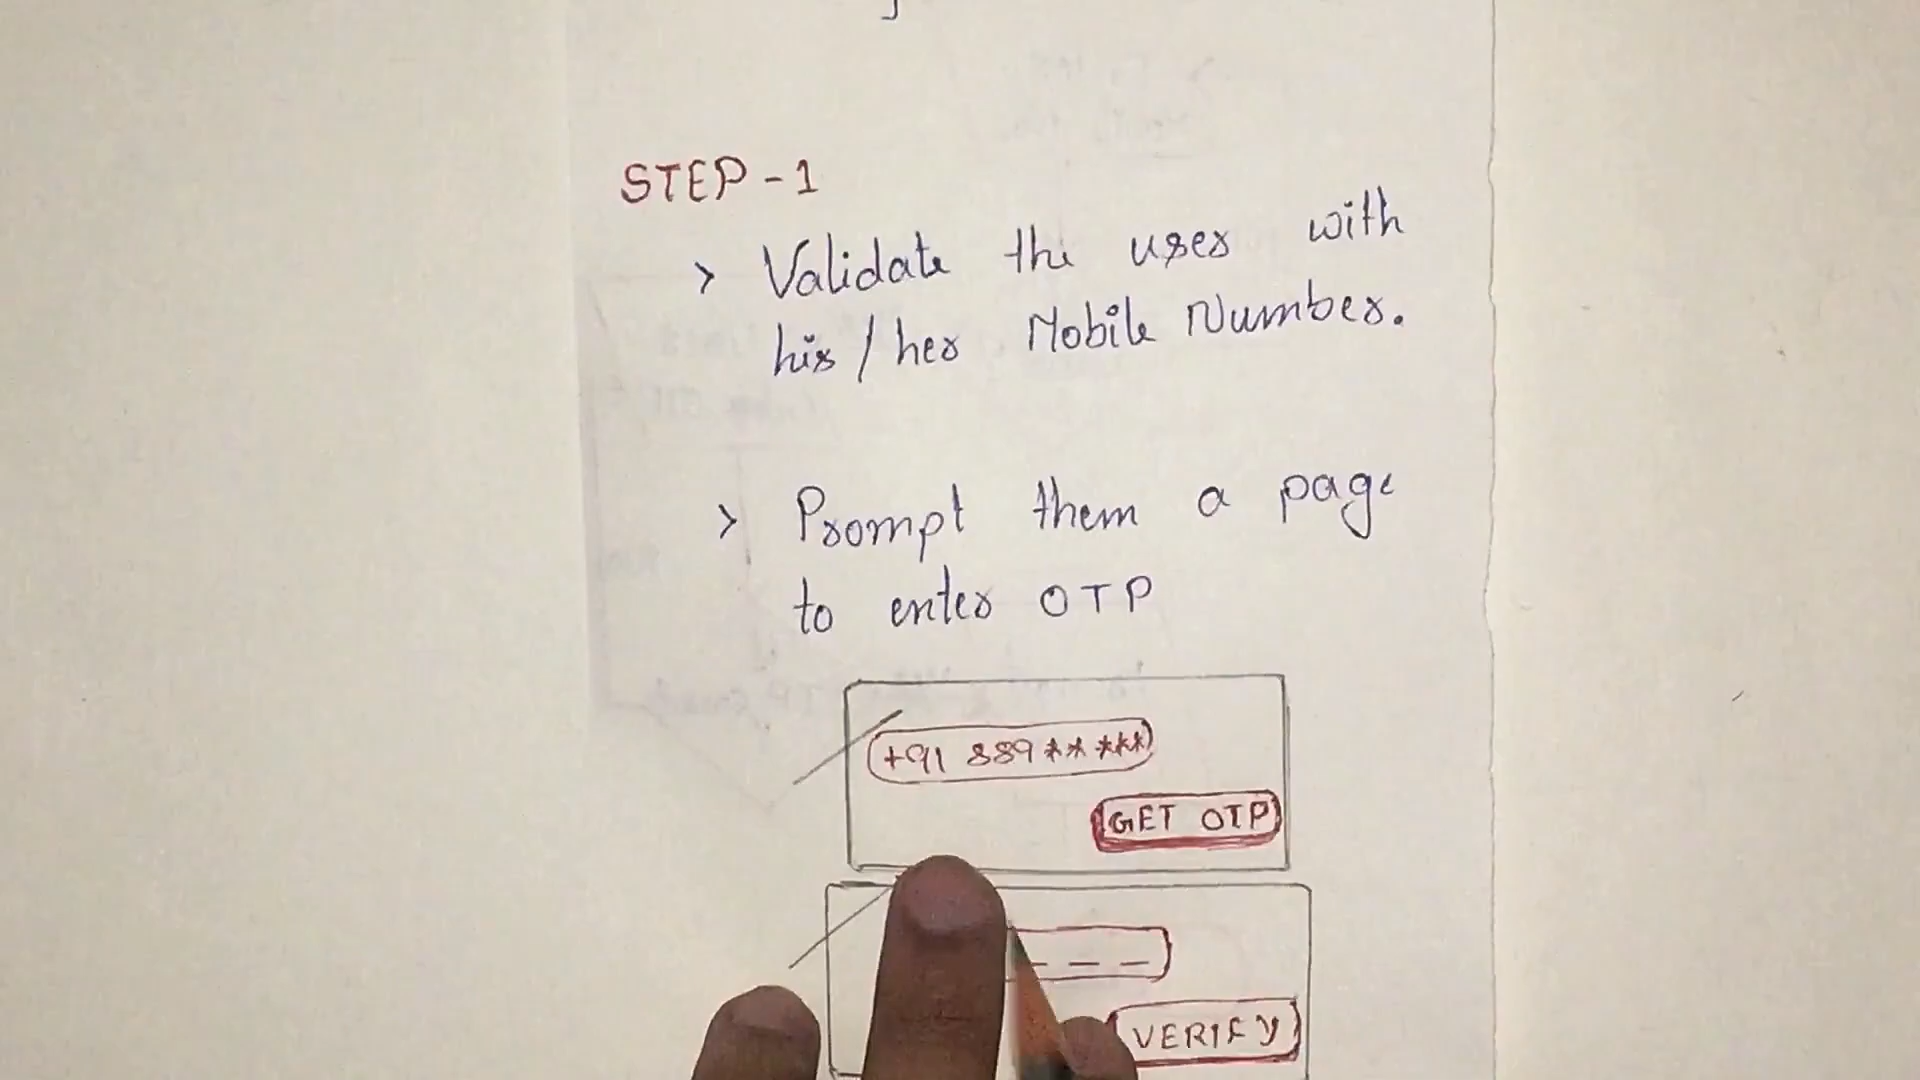 STEP - 1
> Validate the user with
his / her Mobile Number.
> Prompt them a page
to enter OTP
+91 889** ***
GET OTP
_ _ _
VERIFY